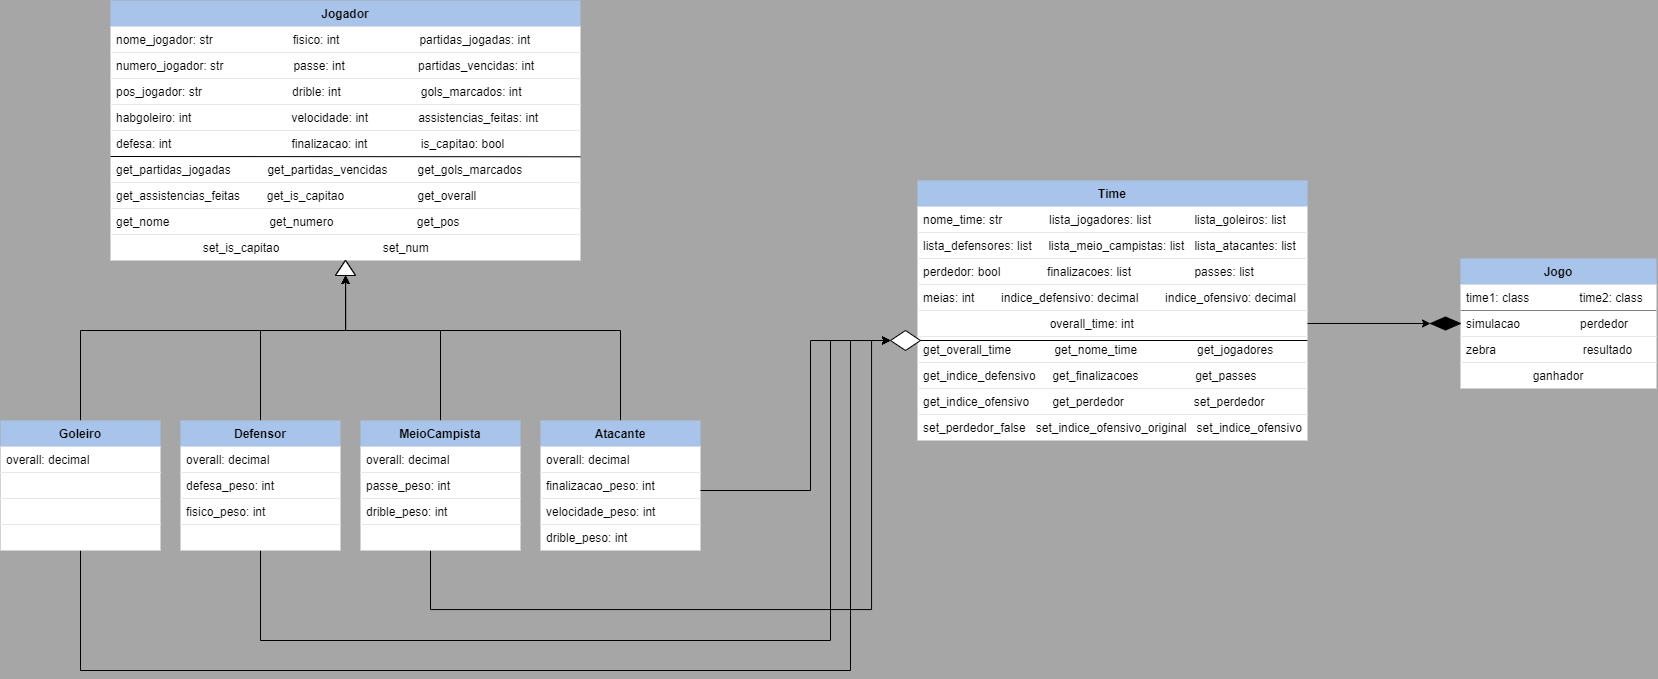 Jogador
nome_jogador: str fisico: int partidas_jogadas: int
numero_jogador: str passe: int partidas_vencidas: int
pos_jogador: str drible: int gols_marcados: int
habgoleiro: int velocidade: int assistencias_feitas: int
defesa: int finalizacao: int is_capitao: bool
get_partidas_jogadas get_partidas_vencidas get_gols_marcados
get_assistencias_feitas get_is_capitao get_overall
get_nome get_numero get_pos
set_is_capitao set_num
Time
nome_time: str lista_jogadores: list lista_goleiros: list
lista_defensores: list lista_meio_campistas: list lista_atacantes: list
perdedor: bool finalizacoes: list passes: list
meias: int indice_defensivo: decimal indice_ofensivo: decimal
overall_time: int
get_overall_time get_nome_time get_jogadores
get_indice_defensivo get_finalizacoes get_passes
get_indice_ofensivo get_perdedor set_perdedor
set_perdedor_false set_indice_ofensivo_original set_indice_ofensivo
Jogo
time1: class time2: class
simulacao perdedor
zebra resultado
ganhador
Goleiro
overall: decimal
Defensor
overall: decimal
defesa_peso: int
fisico_peso: int
MeioCampista
overall: decimal
passe_peso: int
drible_peso: int
Atacante
overall: decimal
finalizacao_peso: int
velocidade_peso: int
drible_peso: int